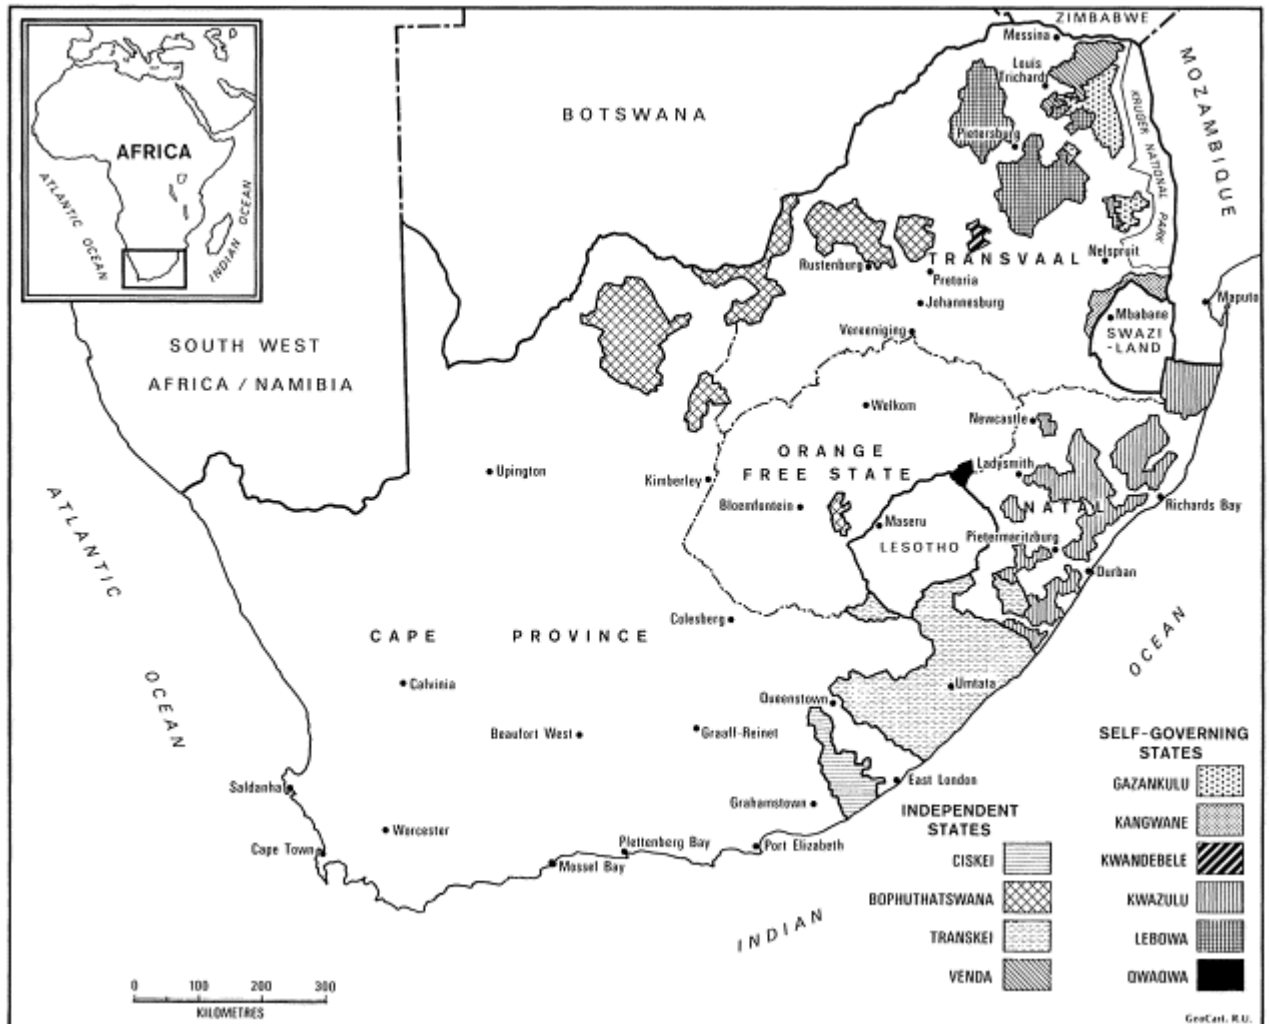 AFRICA
ATLANTIC OCEAN
INDIAN OCEAN
ZIMBABWE
Messina
MOZAMBIQUE
Louis
Trichard
KRUGER NATIONAL PARK
BOTSWANA
Pietersburg
Nelspruit
TRANSVAAL
Rustenburg
Pretoria
Johannesburg
Maputo
Mbabane
SWAZI
-LAND
Vereeniging
SOUTH WEST
AFRICA / NAMIBIA
Welkom
Newcastle
ORANGE
FREE STATE
Ladysmith
Upington
Kimberley
Bloemfontein
NATAL
Richards Bay
Maseru
LESOTHO
Pietermaritzburg
Durban
ATLANTIC
OCEAN
Colesberg
CAPE PROVINCE
OCEAN
Calvinia
Umtata
Queenstown
Beaufort West
Graaff-Reinet
Saldanha
East London
Grahamstown
Worcester
Cape Town
Plettenberg Bay
Port Elizabeth
Mossel Bay
INDIAN
SELF-GOVERNING
STATES
GAZANKULU
KANGWANE
KWANDEBELE
KWAZULU
LEBOWA
QWAQWA
INDEPENDENT
STATES
CISKEI
BOPHUTHATSWANA
TRANSKEI
VENDA
0 100 200 300
KILOMETRES
GeoCart. R.U.